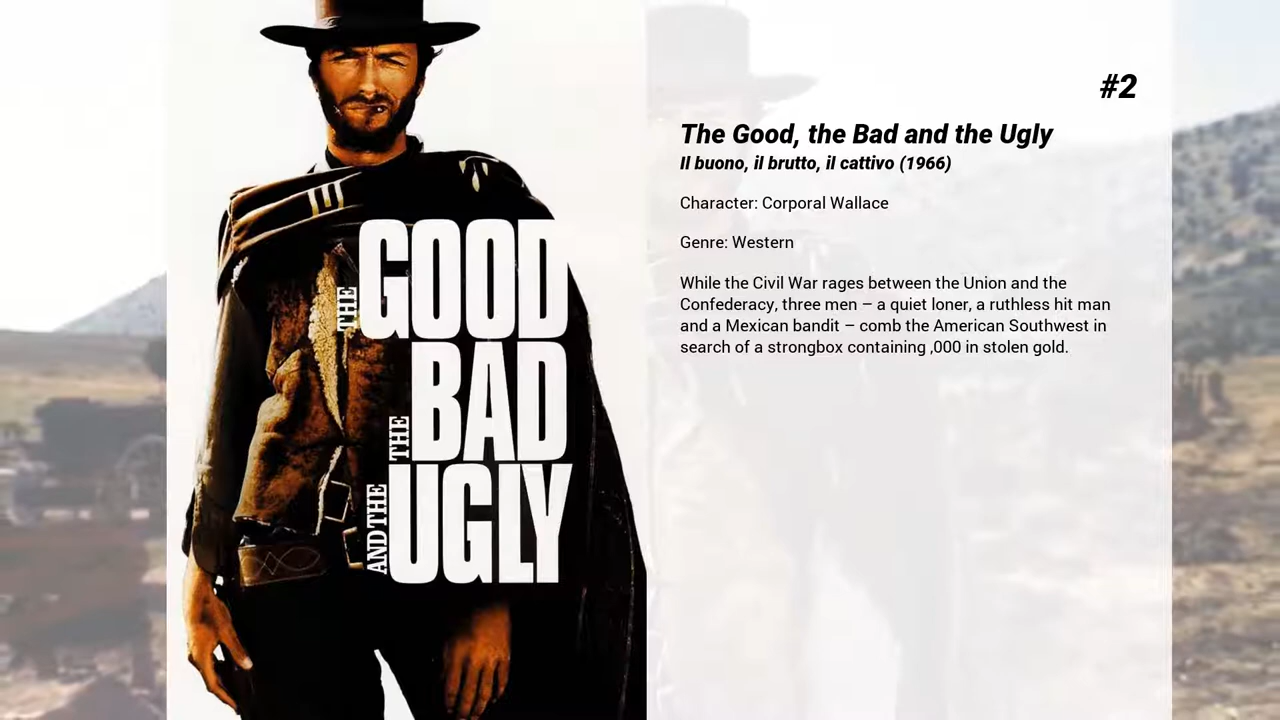 THE GOOD
THE BAD
AND THE UGLY
#2
The Good, the Bad and the Ugly
Il buono, il brutto, il cattivo (1966)
Character: Corporal Wallace
Genre: Western
While the Civil War rages between the Union and the
Confederacy, three men – a quiet loner, a ruthless hit man
and a Mexican bandit – comb the American Southwest in
search of a strongbox containing ,000 in stolen gold.